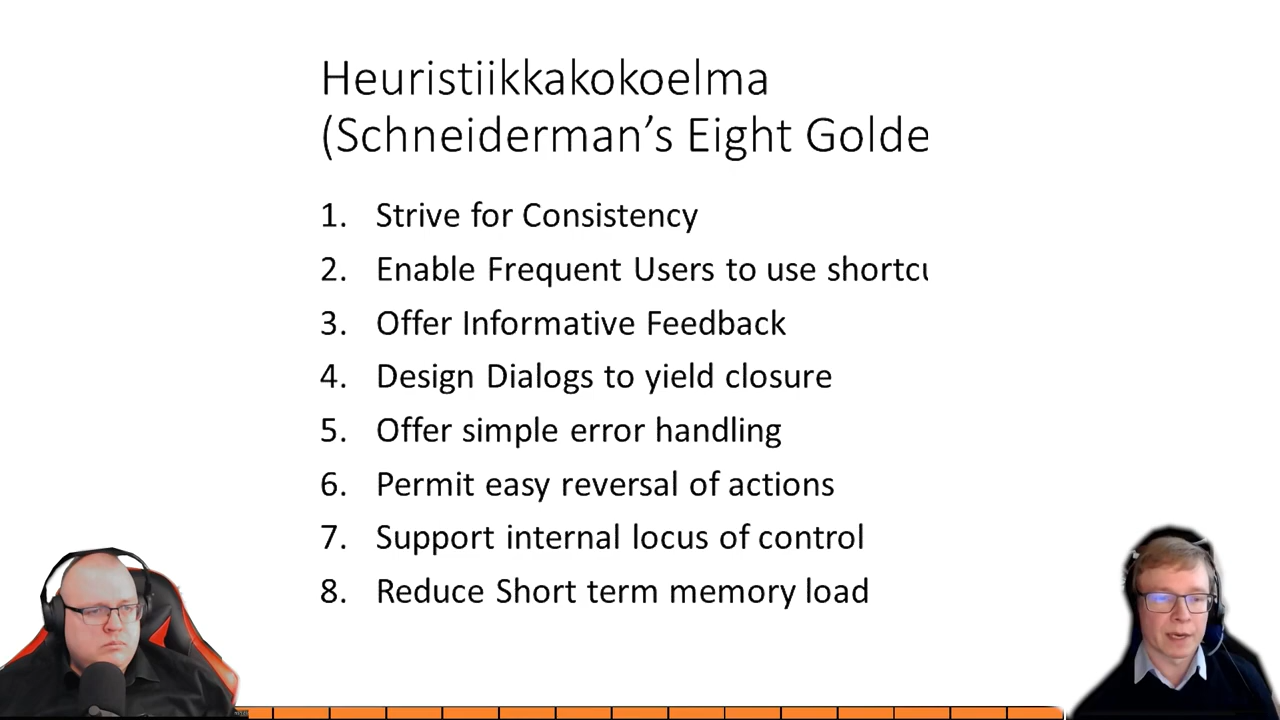 Heuristiikkakokoelma
(Schneiderman’s Eight Golde
1. Strive for Consistency
2. Enable Frequent Users to use shortcu
3. Offer Informative Feedback
4. Design Dialogs to yield closure
5. Offer simple error handling
6. Permit easy reversal of actions
7. Support internal locus of control
8. Reduce Short term memory load